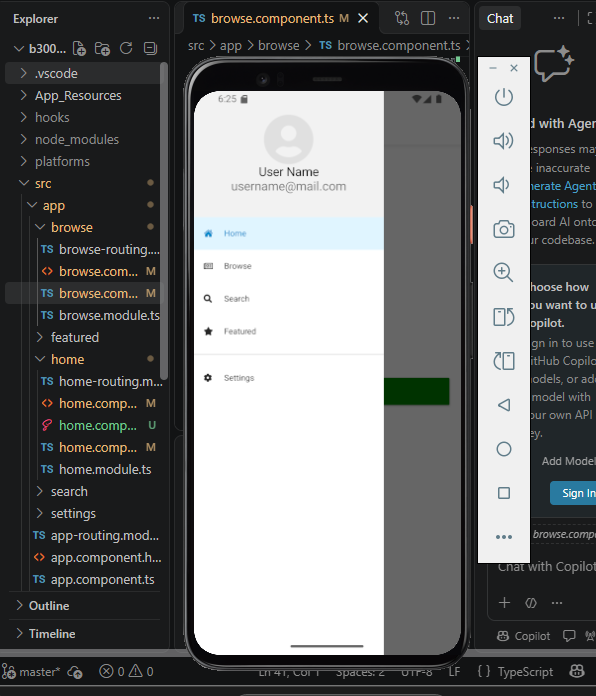 Explorer
b300...
.vscode
App_Resources
hooks
node_modules
platforms
src
app
browse
TS browse-routing....
<> browse.com... M
TS browse.com... M
TS browse.module.ts
featured
home
TS home-routing.m...
<> home.comp... M
home.comp... U
TS home.comp... M
TS home.module.ts
search
settings
TS app-routing.mod...
<> app.component.h...
TS app.component.ts
Outline
Timeline
TS browse.component.ts M
src > app > browse > TS browse.component.ts
6:25
User Name
username@mail.com
Home
Browse
Search
Featured
Settings
Chat
d with Agen
esponses may
inaccurate
nerate Agent
structions to
oard AI onto
ur codebase.
hoose how
ou want to u
opilot.
gn in to use
itHub Copilo
odels, or add
model with
our own API
ey.
Add Model
Sign In
browse.compo
Chat with Copilot
Copilot
master*
0 0
Ln 41, Col 1
Spaces: 2
UTF-8
LF
{ } TypeScript